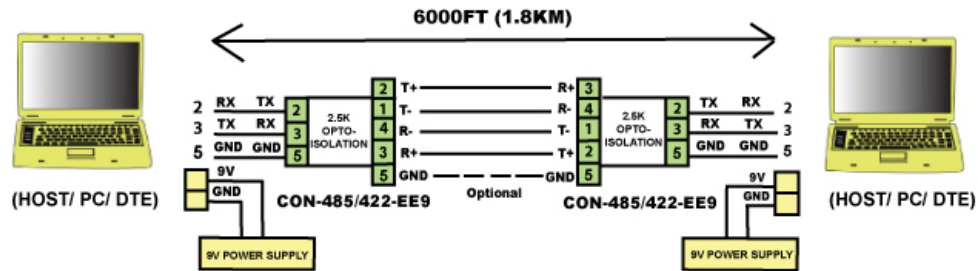 6000FT (1.8KM)
2 T+ R+ 3
2 RX TX 2 1 T- R- 4 2 TX RX 2
3 TX RX 3 2.5K OPTO-ISOLATION 4 R- T- 1 2.5K OPTO-ISOLATION 3 RX TX 3
5 GND GND 5 3 R+ T+ 2 5 GND GND 5
5 GND Optional GND 5
9V 9V
GND GND
(HOST/ PC/ DTE) CON-485/422-EE9 CON-485/422-EE9 (HOST/ PC/ DTE)
9V POWER SUPPLY 9V POWER SUPPLY